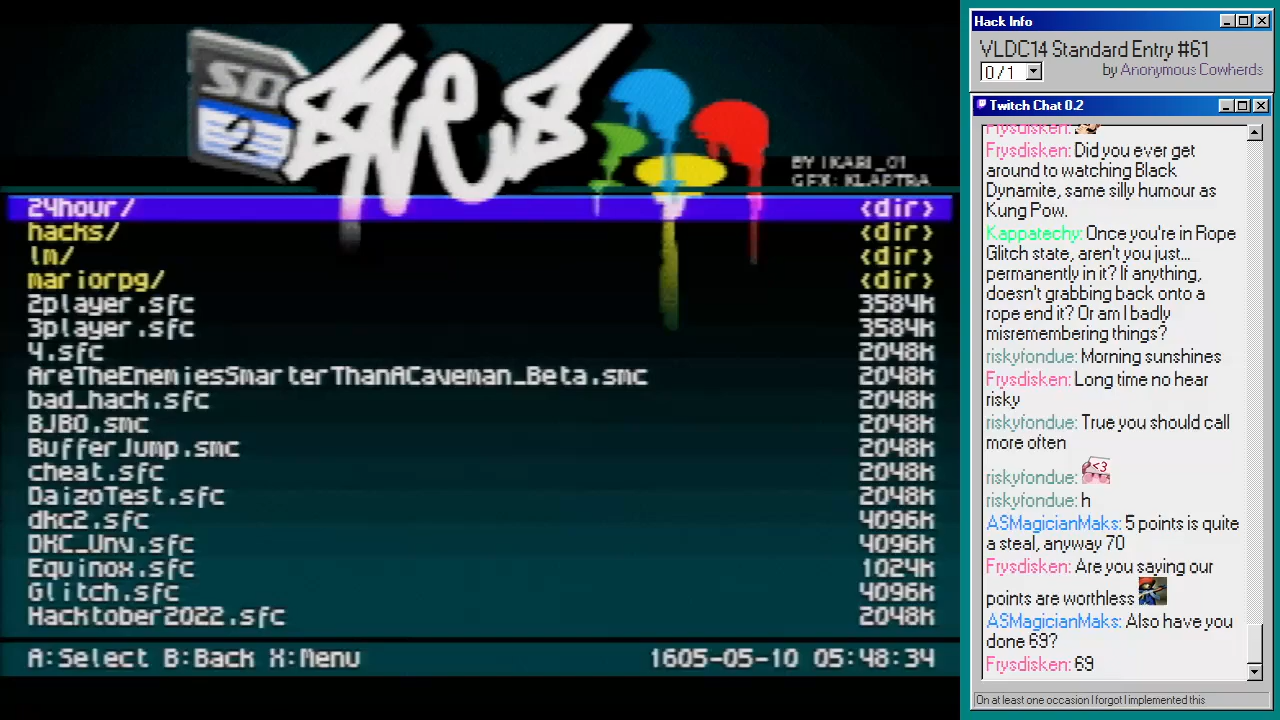 SD
2
SNES
BY IKARI_01
GFX: KLAPTRA
24hour/ <dir>
hacks/ <dir>
lm/ <dir>
mariorpg/ <dir>
2player.sfc 3584k
3player.sfc 3584k
4.sfc 2048k
AreTheEnemiesSmarterThanACaveman_Beta.smc 2048k
bad_hack.sfc 2048k
BJBO.smc 2048k
BufferJump.smc 2048k
cheat.sfc 2048k
DaizoTest.sfc 2048k
dkc2.sfc 4096k
DKC_Unv.sfc 4096k
Equinox.sfc 1024k
Glitch.sfc 4096k
Hacktober2022.sfc 2048k
A:Select B:Back X:Menu 1605-05-10 05:48:34
Hack Info
VLDC14 Standard Entry #61
0/1 by Anonymous Cowherds
Twitch Chat 0.2
Frysdisken:
Frysdisken: Did you ever get
around to watching Black
Dynamite, same silly humour as
Kung Pow.
Kappatechy: Once you're in Rope
Glitch state, aren't you just...
permanently in it? If anything,
doesn't grabbing back onto a
rope end it? Or am I badly
misremembering things?
riskyfondue: Morning sunshines
Frysdisken: Long time no hear
risky
riskyfondue: True you should call
more often
riskyfondue: <3
riskyfondue: h
ASMagicianMaks: 5 points is quite
a steal, anyway 70
Frysdisken: Are you saying our
points are worthless
ASMagicianMaks: Also have you
done 69?
Frysdisken: 69
On at least one occasion I forgot I implemented this